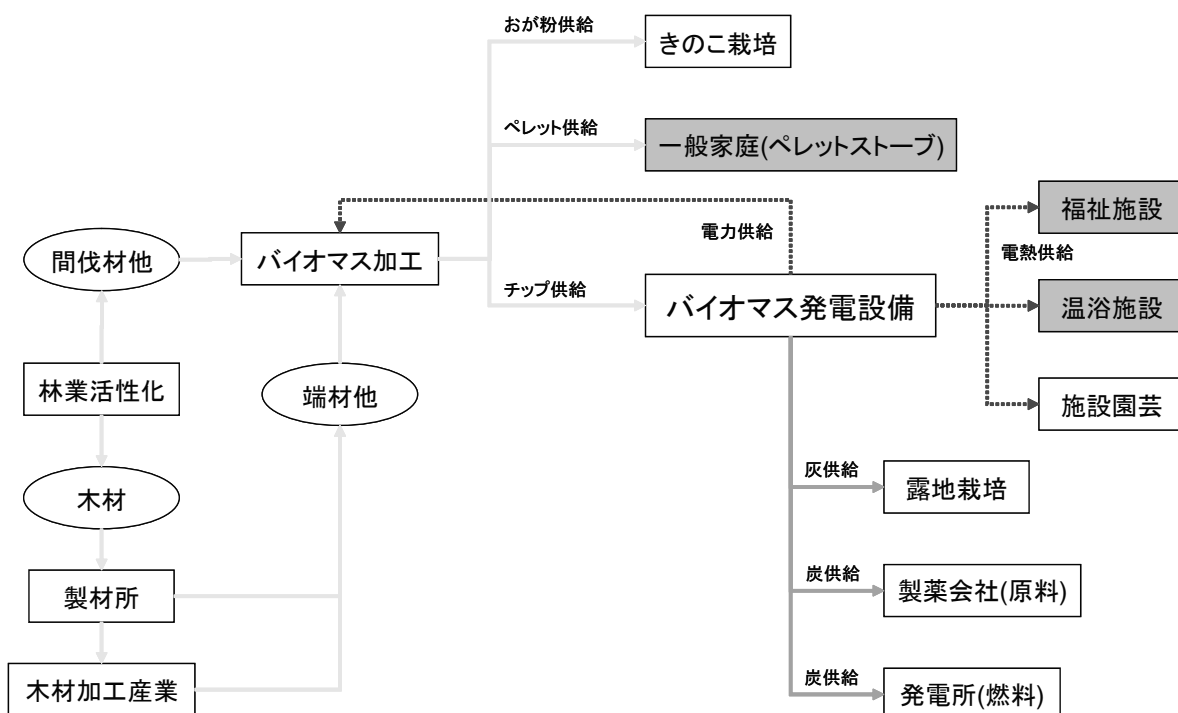 おが粉供給
きのこ栽培
ペレット供給
一般家庭(ペレットストーブ)
福祉施設
電力供給
電熱供給
間伐材他
バイオマス加工
チップ供給
バイオマス発電設備
温浴施設
林業活性化
端材他
施設園芸
灰供給
露地栽培
木材
炭供給
製薬会社(原料)
製材所
炭供給
発電所(燃料)
木材加工産業